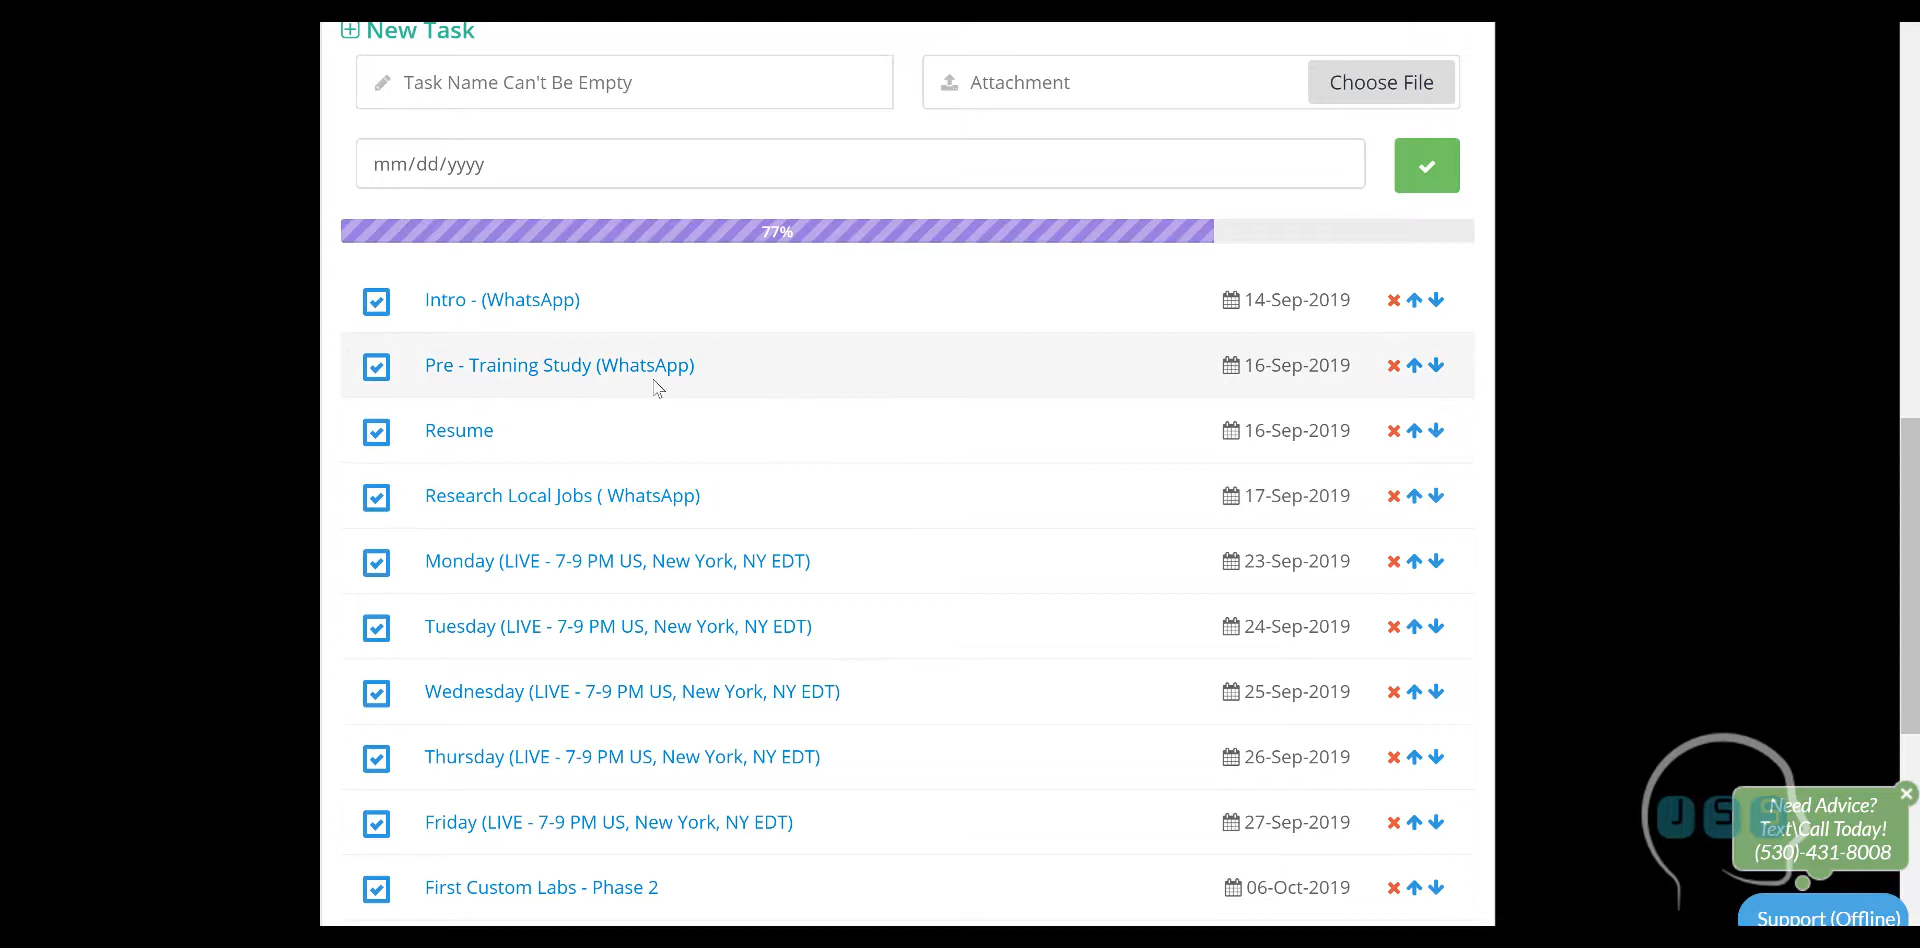 New Task
Task Name Can't Be Empty
Attachment
Choose File
mm/dd/yyyy
77%
Intro - (WhatsApp) 14-Sep-2019
Pre - Training Study (WhatsApp) 16-Sep-2019
Resume 16-Sep-2019
Research Local Jobs ( WhatsApp) 17-Sep-2019
Monday (LIVE - 7-9 PM US, New York, NY EDT) 23-Sep-2019
Tuesday (LIVE - 7-9 PM US, New York, NY EDT) 24-Sep-2019
Wednesday (LIVE - 7-9 PM US, New York, NY EDT) 25-Sep-2019
Thursday (LIVE - 7-9 PM US, New York, NY EDT) 26-Sep-2019
Friday (LIVE - 7-9 PM US, New York, NY EDT) 27-Sep-2019
First Custom Labs - Phase 2 06-Oct-2019
JSS
Need Advice?
Text\Call Today!
(530)-431-8008
Support (Offline)